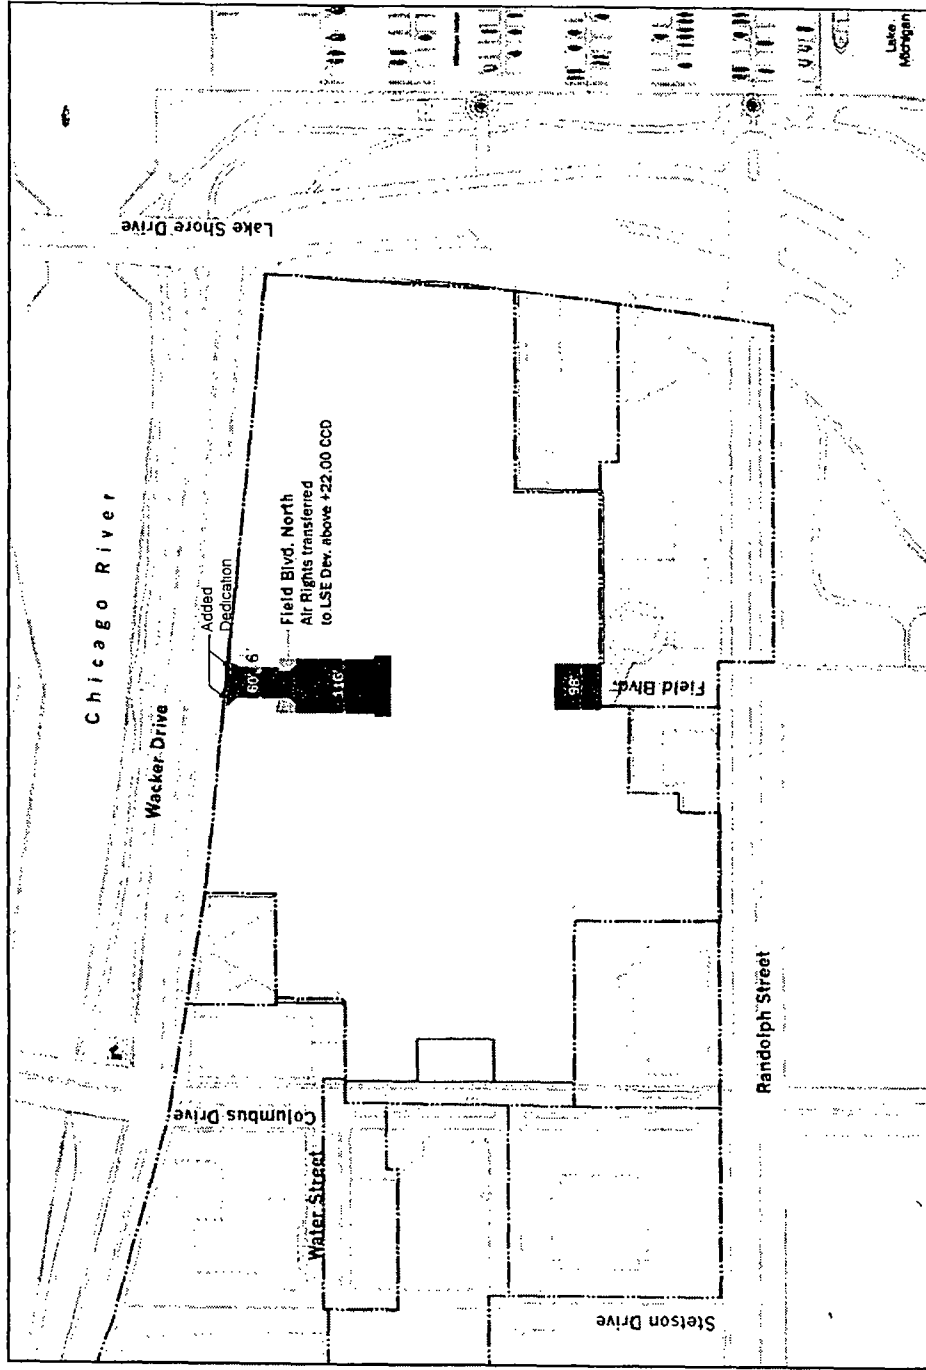 Lake
Michigan
Lake Shore Drive
Chicago River
Wacker Drive
Added
Dedication
Field Blvd. North
Air Rights transferred
to LSE Dev. above +22.00 CCD
60'
6'
116'
98'
Field Blvd.
Columbus Drive
Water Street
Randolph Street
Stetson Drive